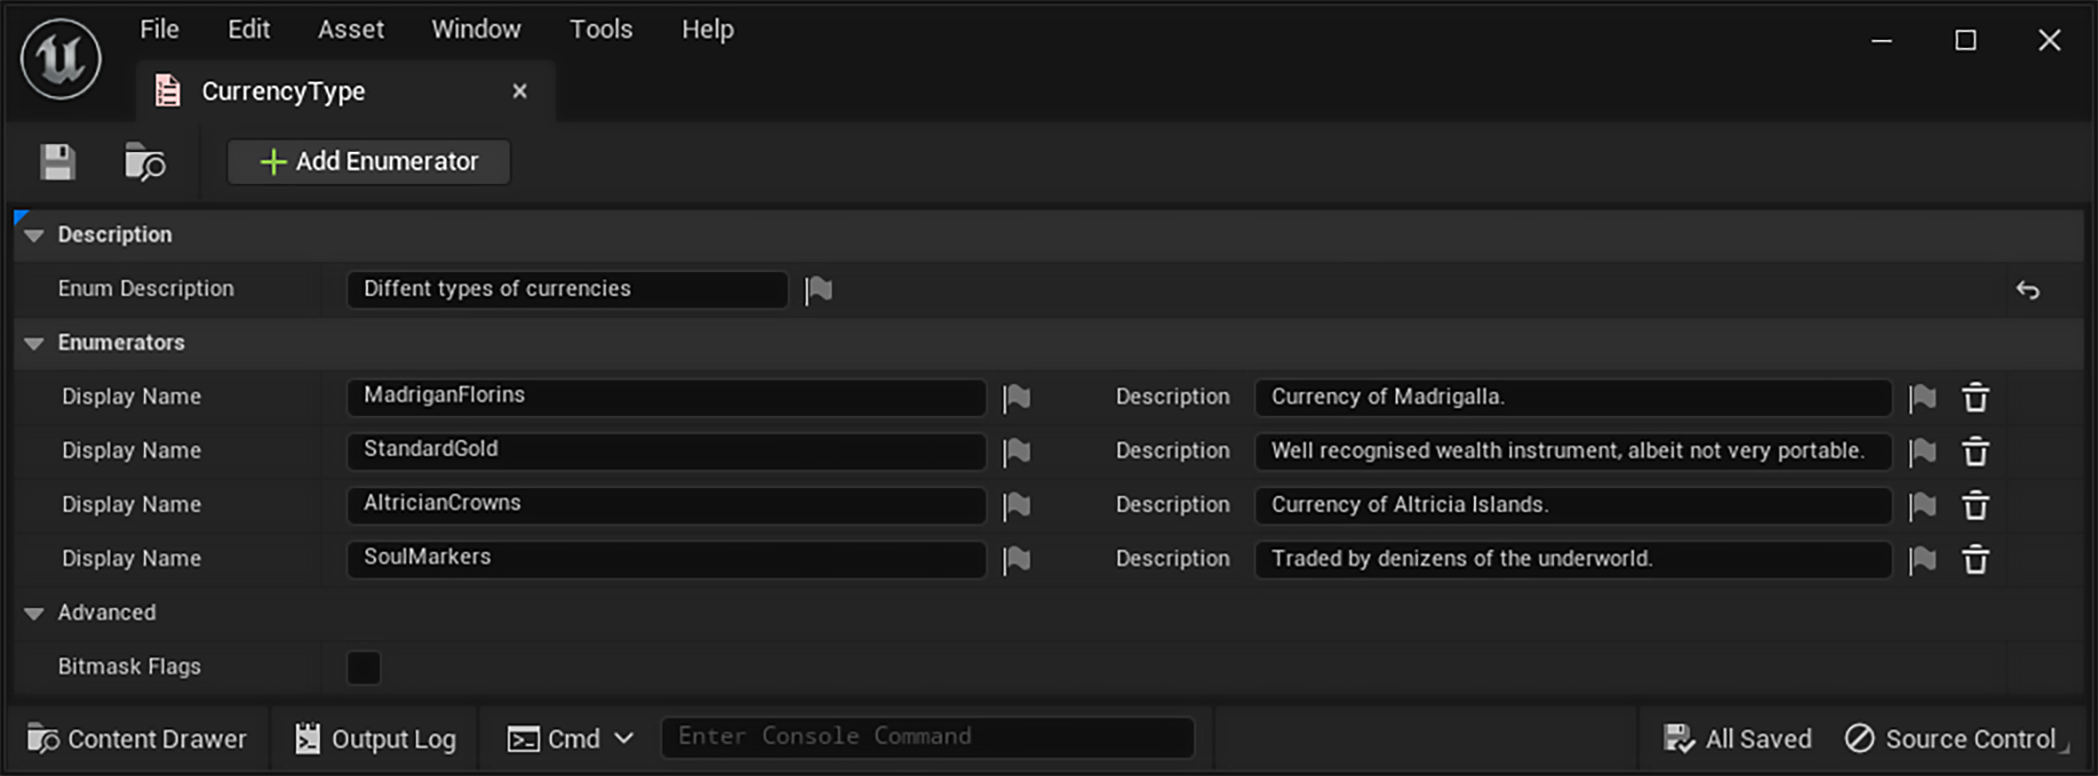 File Edit Asset Window Tools Help
CurrencyType
Add Enumerator
Description
Enum Description Diffent types of currencies
Enumerators
Display Name MadriganFlorins Description Currency of Madrigalla.
Display Name StandardGold Description Well recognised wealth instrument, albeit not very portable.
Display Name AltricianCrowns Description Currency of Altricia Islands.
Display Name SoulMarkers Description Traded by denizens of the underworld.
Advanced
Bitmask Flags
Content Drawer Output Log Cmd Enter Console Command All Saved Source Control